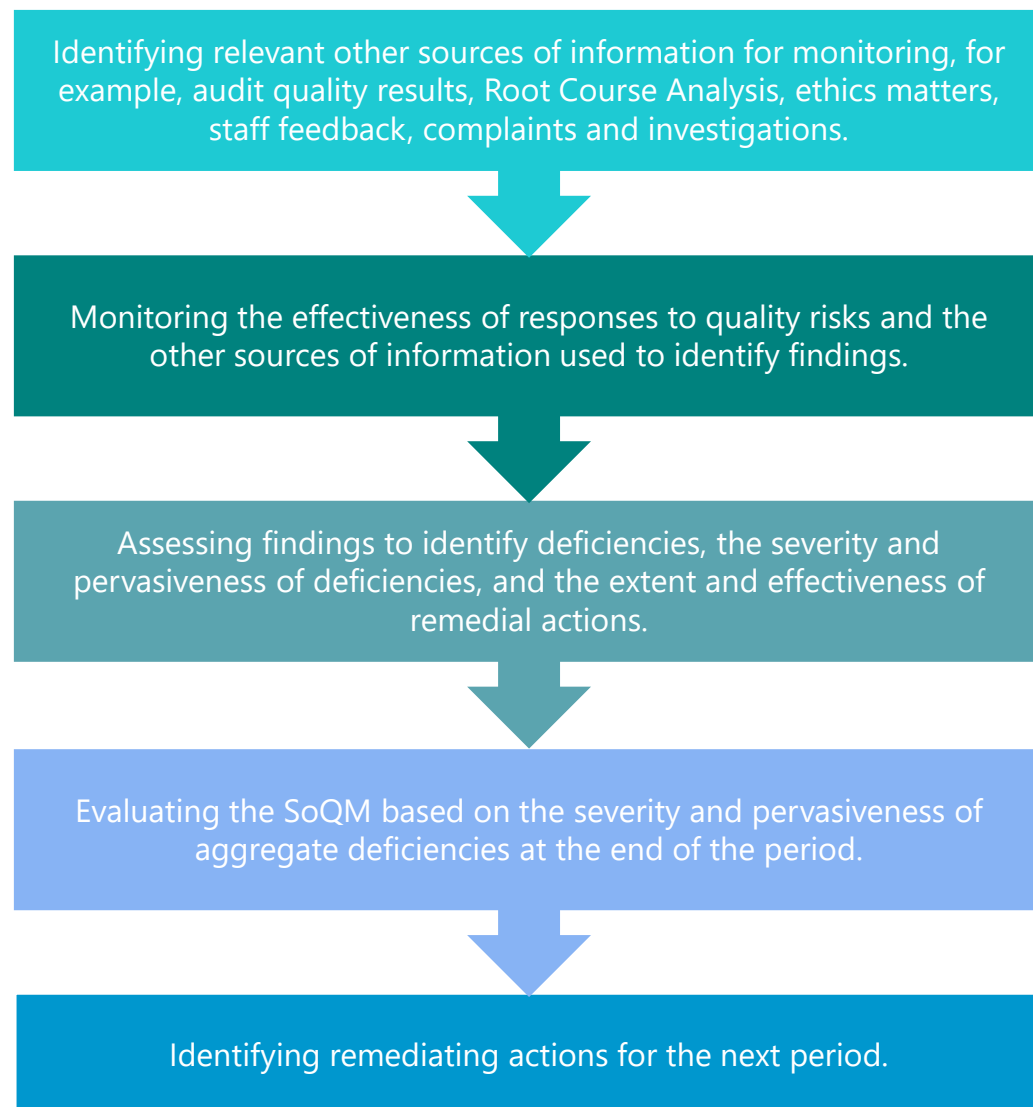 Identifying relevant other sources of information for monitoring, for
example, audit quality results, Root Course Analysis, ethics matters,
staff feedback, complaints and investigations.
Monitoring the effectiveness of responses to quality risks and the
other sources of information used to identify findings.
Assessing findings to identify deficiencies, the severity and
pervasiveness of deficiencies, and the extent and effectiveness of
remedial actions.
Evaluating the SoQM based on the severity and pervasiveness of
aggregate deficiencies at the end of the period.
Identifying remediating actions for the next period.